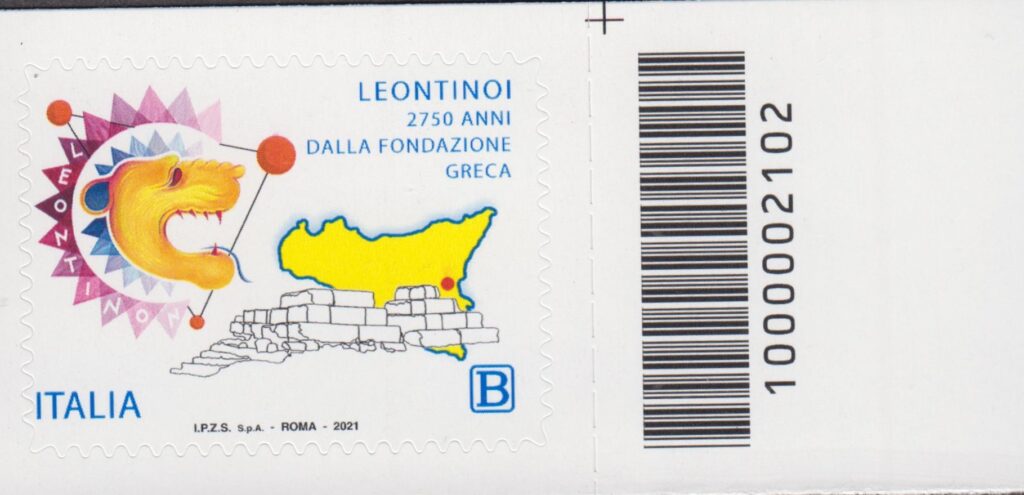 LEONTINOI
2750 ANNI
DALLA FONDAZIONE
GRECA
LEONTINON
ITALIA
B
I.P.Z.S. S.p.A. - ROMA - 2021
1000002102